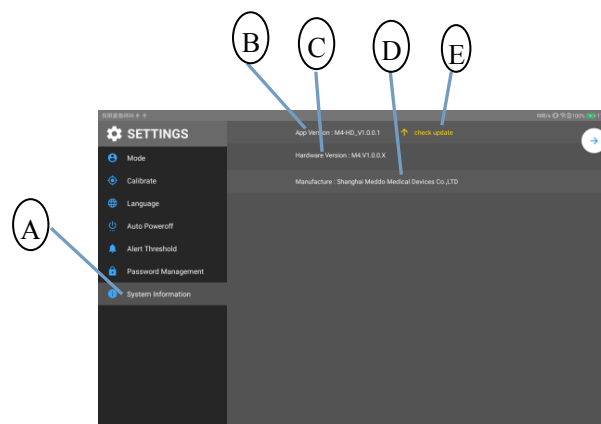 B C D E
SETTINGS
App Version : M4-HD_V1.0.0.1 check update
Hardware Version : M4.V1.0.0.X
Mode
Calibrate
Manufacture : Shanghai Meddo Medical Devices Co.,LTD
Language
A
Auto Poweroff
Alert Threshold
Password Management
System Information